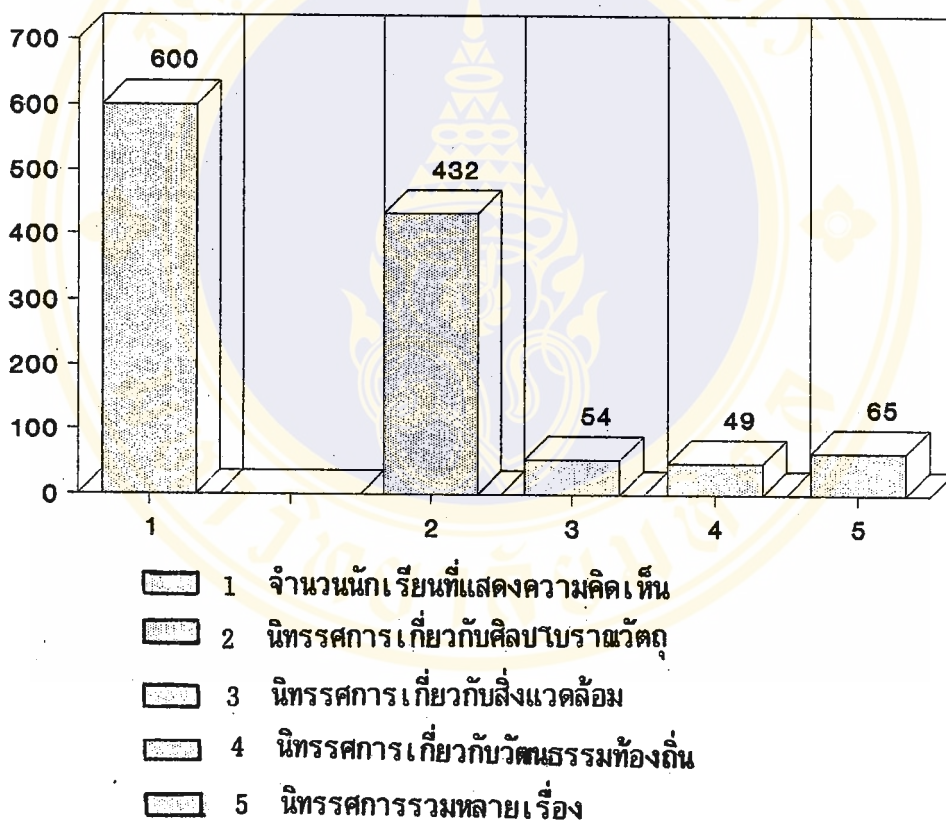 700
600
500
400
300
200
100
0
600
432
54
49
65
1 2 3 4 5
1 จำนวนนักเรียนที่แสดงความคิดเห็น
2 นิทรรศการเกี่ยวกับศิลปโบราณวัตถุ
3 นิทรรศการเกี่ยวกับสิ่งแวดล้อม
4 นิทรรศการเกี่ยวกับวัฒนธรรมท้องถิ่น
5 นิทรรศการรวมหลายเรื่อง